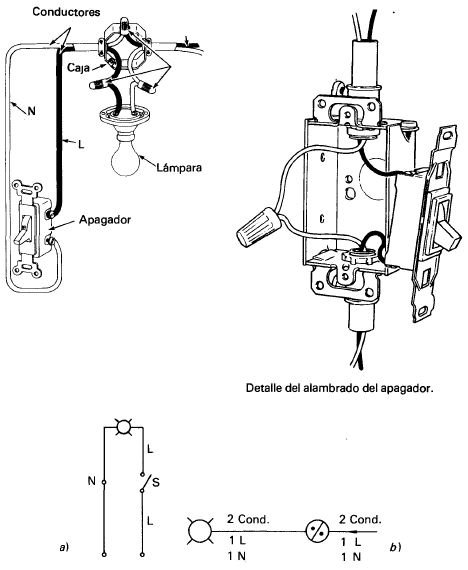 Conductores
Caja
N
L
Lámpara
Apagador
Detalle del alambrado del apagador.
L
N
S
L
a)
2 Cond.
1 L
1 N
2 Cond.
1 L
1 N
b)